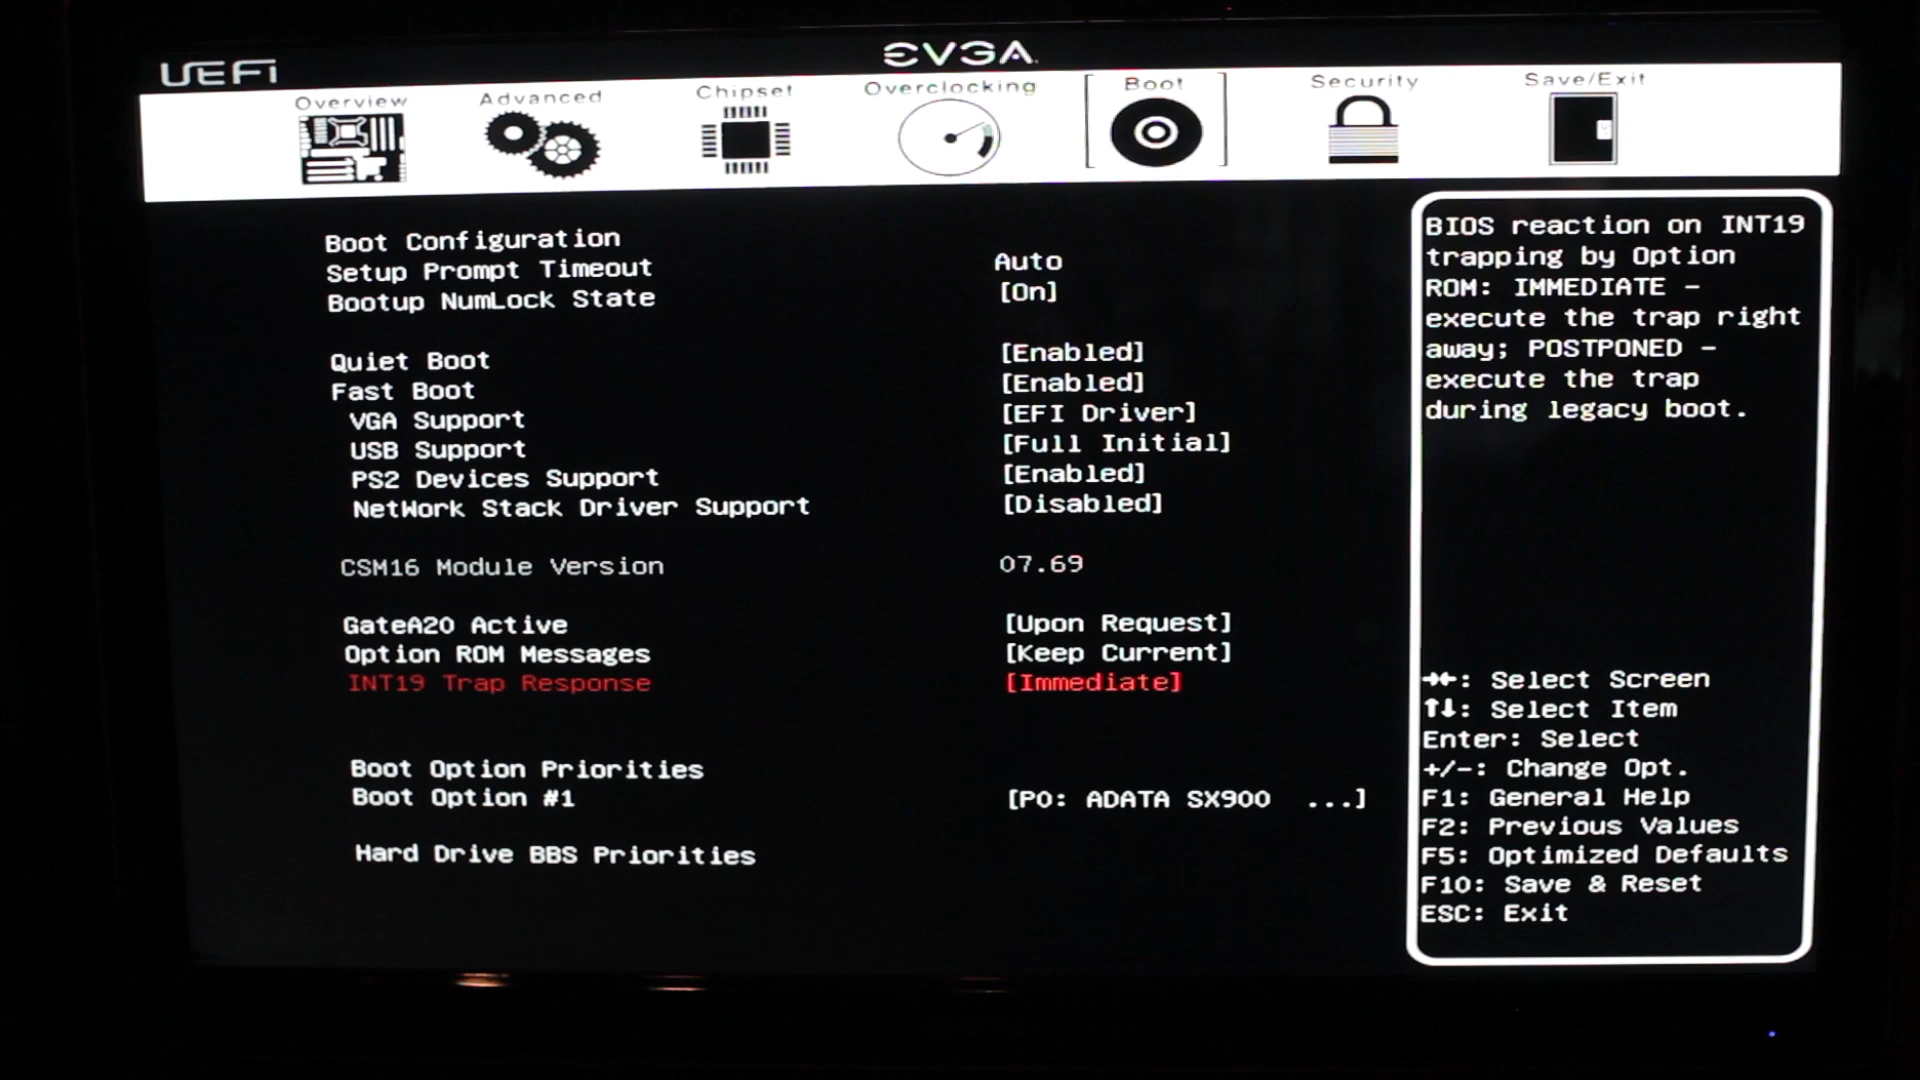 UEFI
EVGA
Overview Advanced Chipset Overclocking Boot Security Save/Exit
Boot Configuration
Setup Prompt Timeout Auto
Bootup NumLock State [On]
Quiet Boot [Enabled]
Fast Boot [Enabled]
VGA Support [EFI Driver]
USB Support [Full Initial]
PS2 Devices Support [Enabled]
NetWork Stack Driver Support [Disabled]
CSM16 Module Version 07.69
GateA20 Active [Upon Request]
Option ROM Messages [Keep Current]
INT19 Trap Response [Immediate]
Boot Option Priorities
Boot Option #1 [P0: ADATA SX900 ...]
Hard Drive BBS Priorities
BIOS reaction on INT19
trapping by Option
ROM: IMMEDIATE -
execute the trap right
away; POSTPONED -
execute the trap
during legacy boot.
→←: Select Screen
↑↓: Select Item
Enter: Select
+/-: Change Opt.
F1: General Help
F2: Previous Values
F5: Optimized Defaults
F10: Save & Reset
ESC: Exit